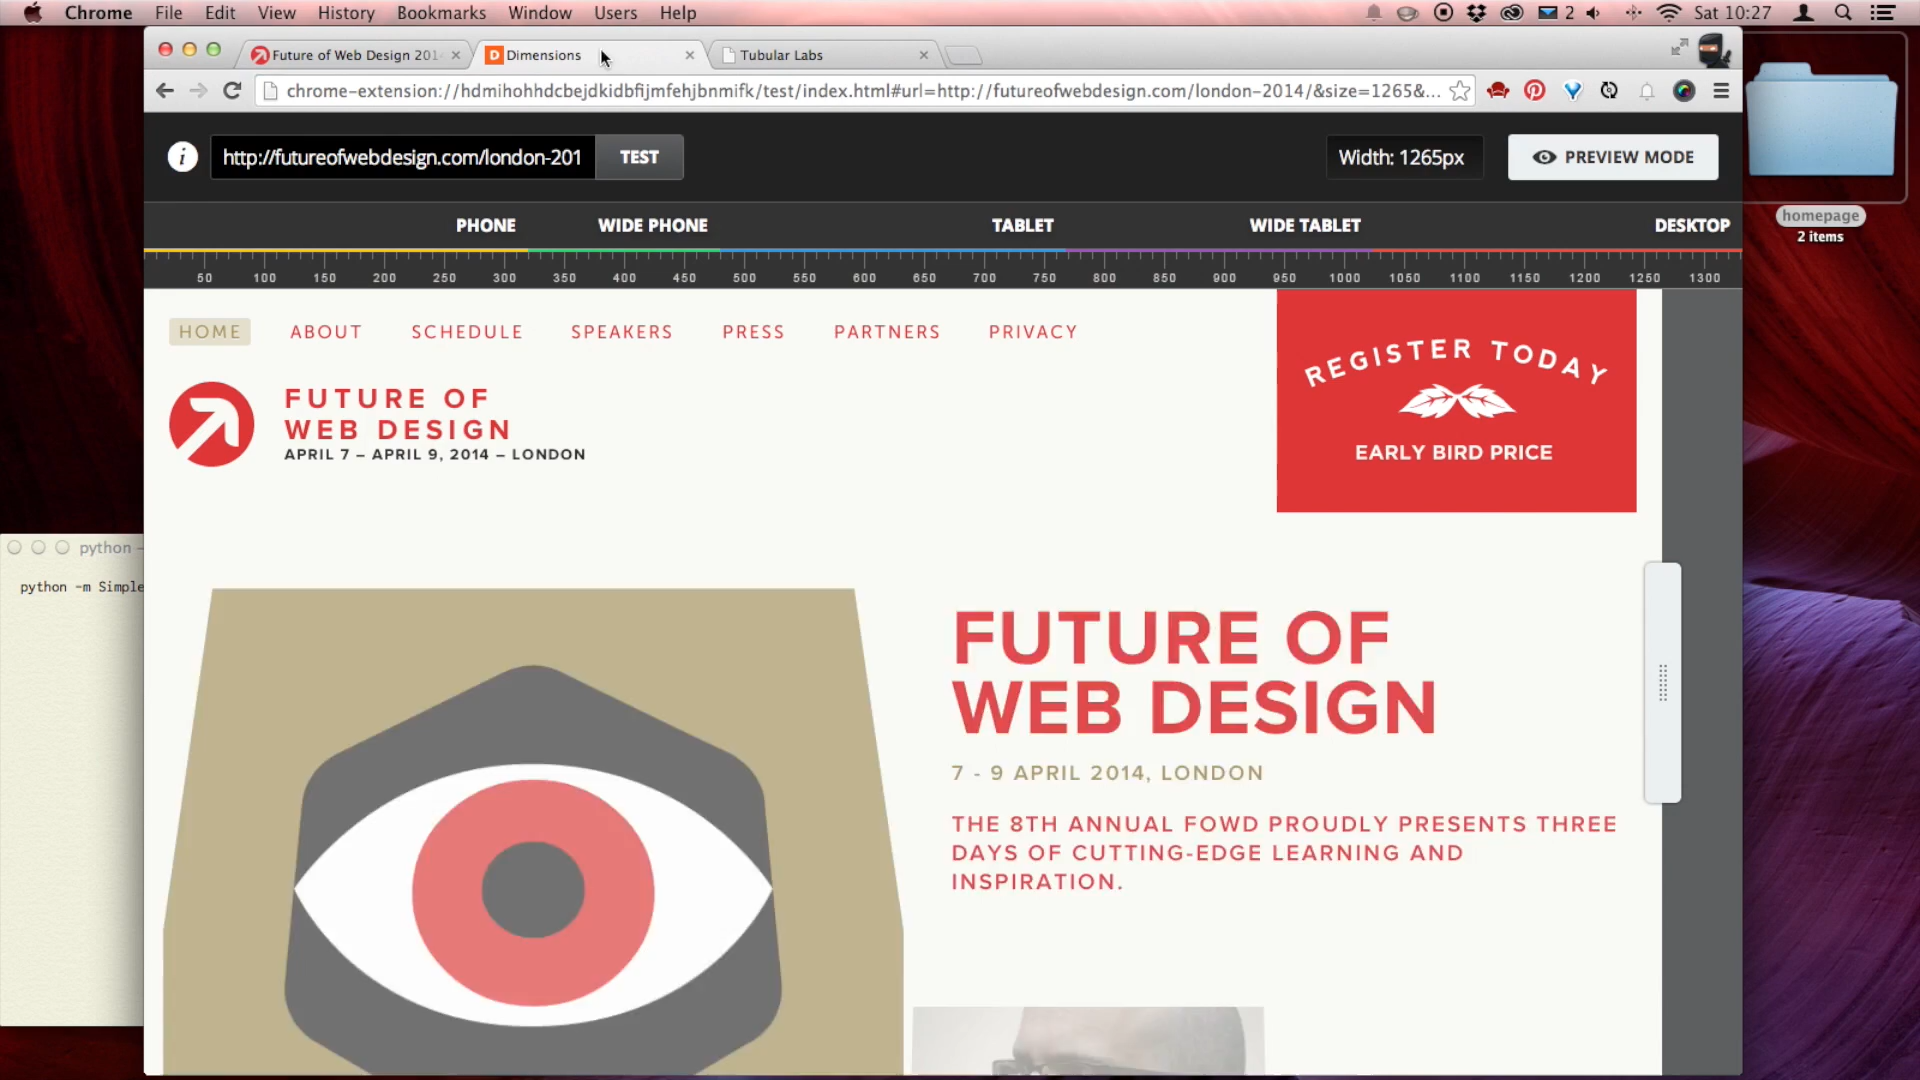 Chrome File Edit View History Bookmarks Window Users Help 2 Sat 10:27
Future of Web Design 201 Dimensions Tubular Labs
chrome-extension://hdmihohhdcbejdkidbfijmfehjbnmifk/test/index.html#url=http://futureofwebdesign.com/london-2014/&size=1265&...
http://futureofwebdesign.com/london-201 TEST Width: 1265px PREVIEW MODE
homepage
2 items
PHONE WIDE PHONE TABLET WIDE TABLET DESKTOP
50 100 150 200 250 300 350 400 450 500 550 600 650 700 750 800 850 900 950 1000 1050 1100 1150 1200 1250 1300
HOME ABOUT SCHEDULE SPEAKERS PRESS PARTNERS PRIVACY
REGISTER TODAY
EARLY BIRD PRICE
FUTURE OF
WEB DESIGN
APRIL 7 – APRIL 9, 2014 – LONDON
python –
python -m Simple
FUTURE OF
WEB DESIGN
7 - 9 APRIL 2014, LONDON
THE 8TH ANNUAL FOWD PROUDLY PRESENTS THREE
DAYS OF CUTTING-EDGE LEARNING AND
INSPIRATION.